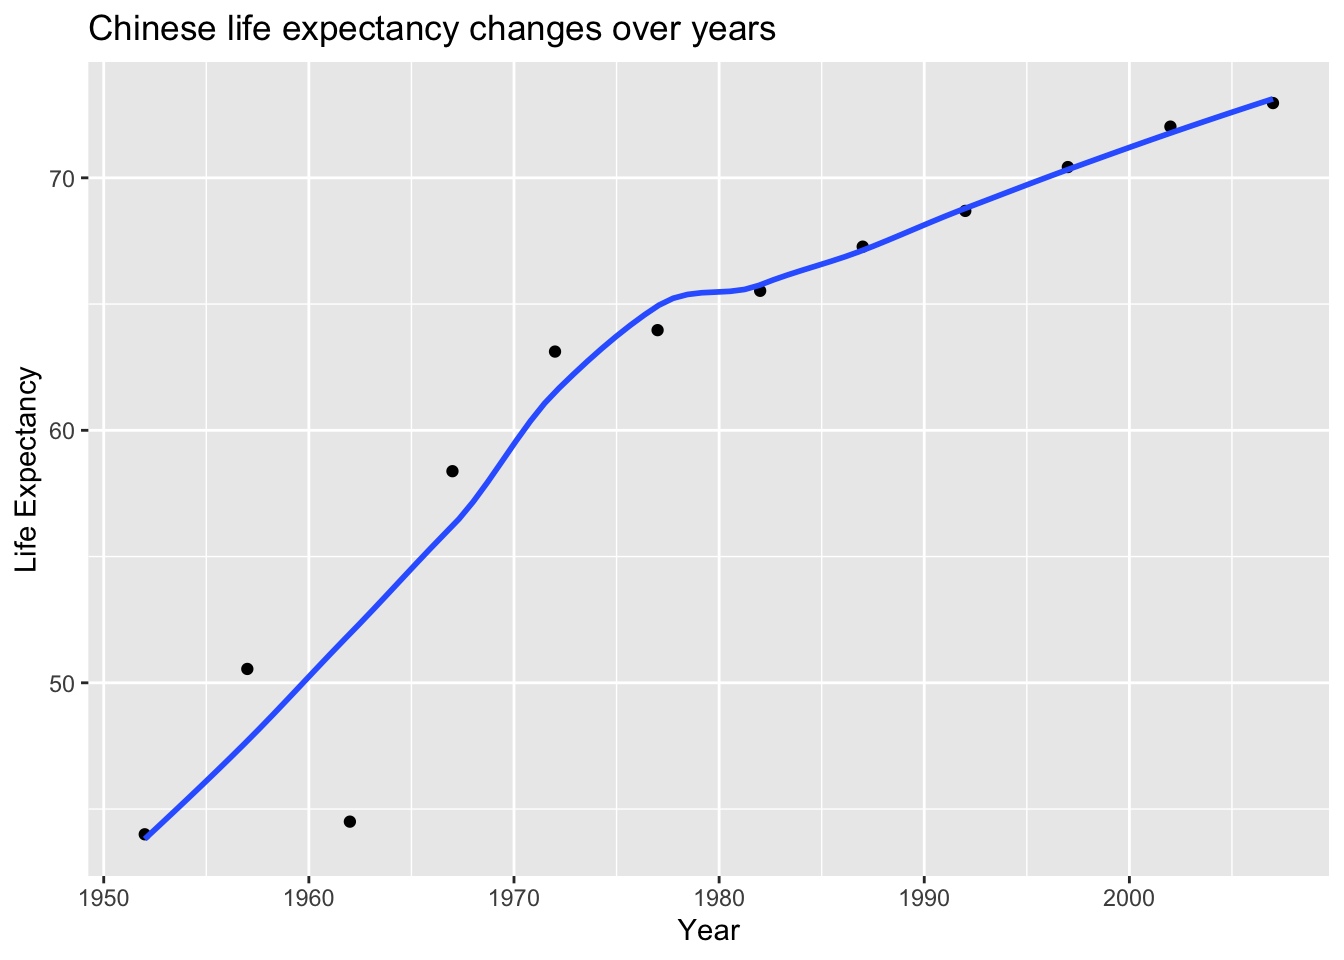 Chinese life expectancy changes over years
Life Expectancy
70
60
50
1950 1960 1970 1980 1990 2000
Year